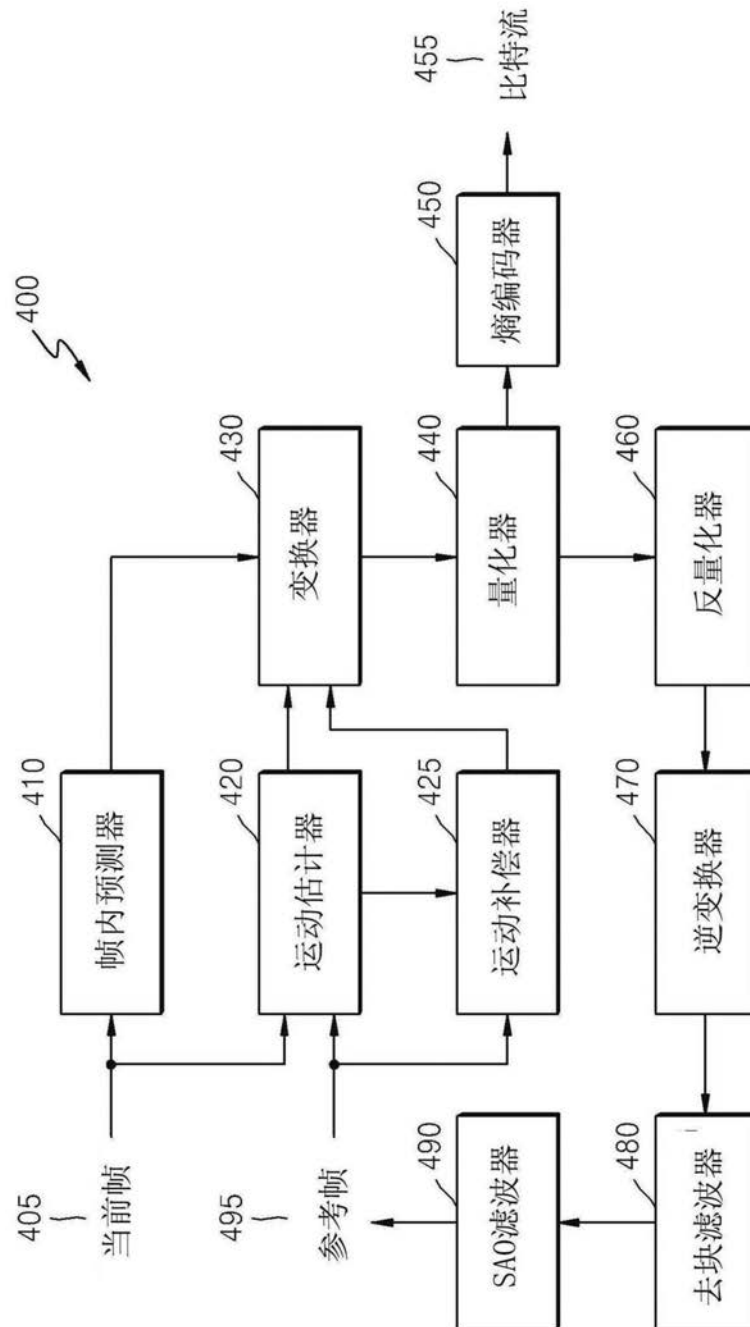 400
405
当前帧
410
帧内预测器
495
参考帧
420
运动估计器
430
变换器
425
运动补偿器
440
量化器
450
熵编码器
455
比特流
490
SAO滤波器
480
去块滤波器
470
逆变换器
460
反量化器